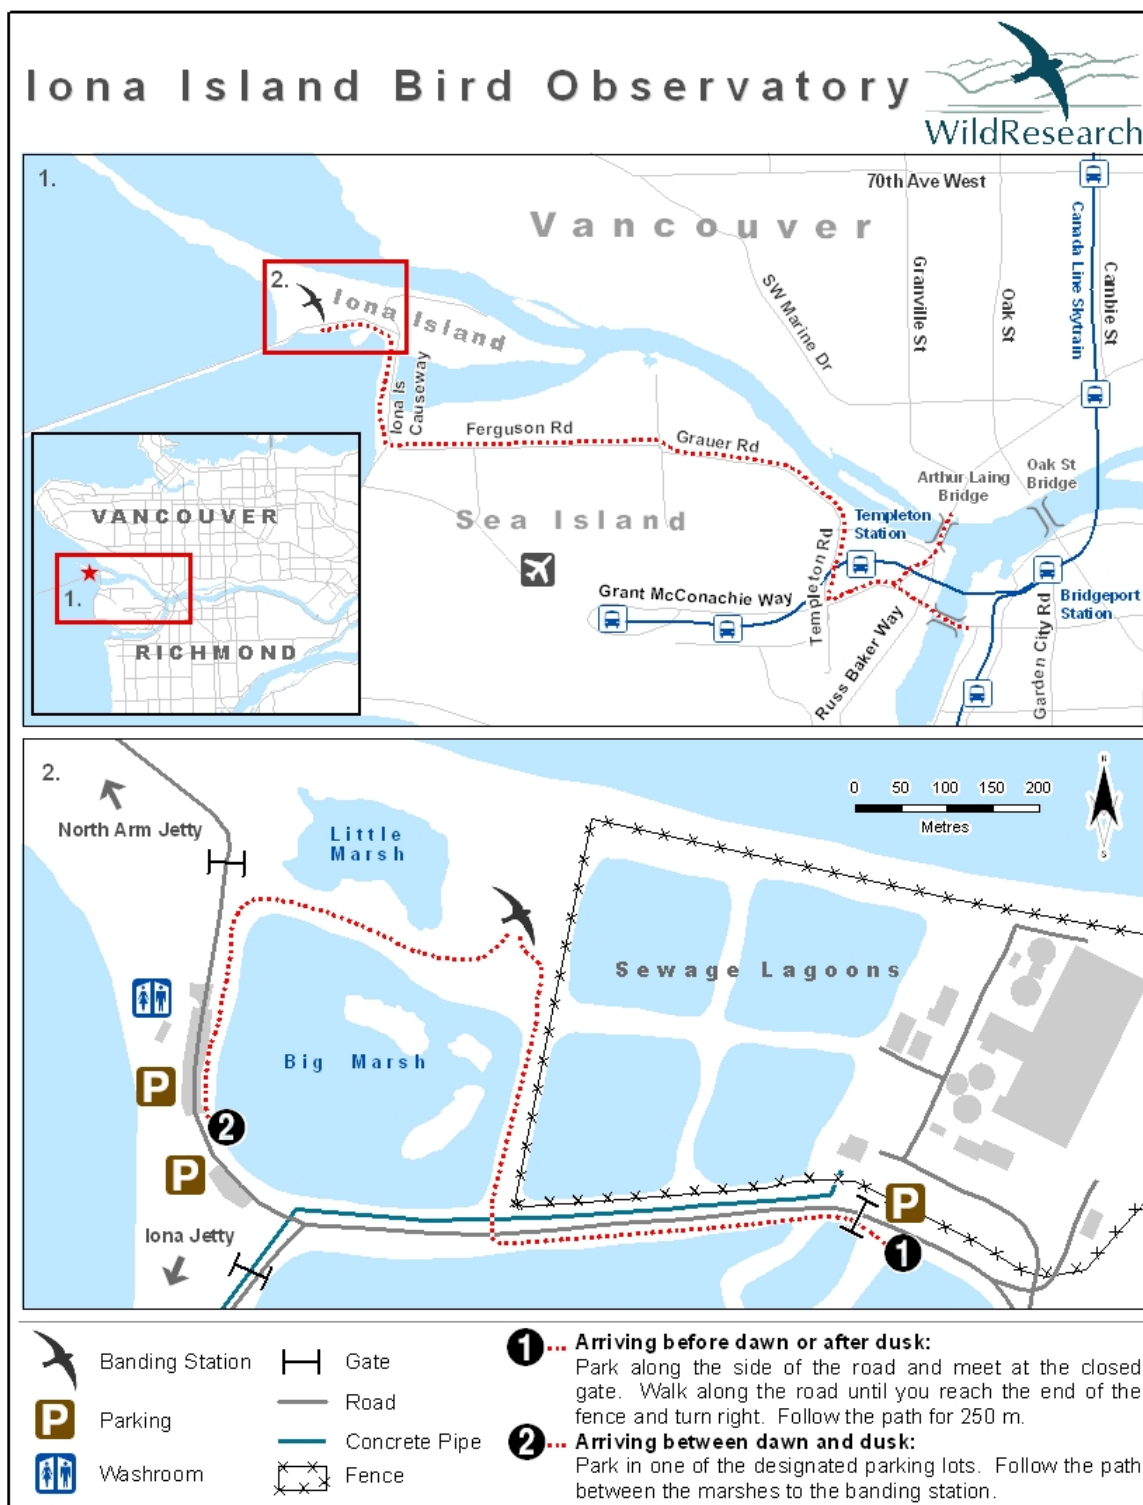 Iona Island Bird Observatory
WildResearch
1.
70th Ave West
Vancouver
2.
Iona Island
SW Marine Dr
Granville St
Oak St
Canada Line Skytrain
Cambie St
Iona Is
Causeway
Ferguson Rd
Grauer Rd
Arthur Laing
Bridge
Oak St
Bridge
VANCOUVER
1.
RICHMOND
Sea Island
Templeton
Station
Templeton Rd
Grant McConachie Way
Russ Baker Way
Bridgeport
Station
Garden City Rd
2.
North Arm Jetty
Little
Marsh
0 50 100 150 200
Metres
N
S
Sewage Lagoons
Big Marsh
P
2
P
P
1
Iona Jetty
Banding Station
P
Parking
Washroom
Gate
Road
Concrete Pipe
Fence
1 Arriving before dawn or after dusk:
Park along the side of the road and meet at the closed
gate. Walk along the road until you reach the end of the
fence and turn right. Follow the path for 250 m.
2 Arriving between dawn and dusk:
Park in one of the designated parking lots. Follow the path
between the marshes to the banding station.